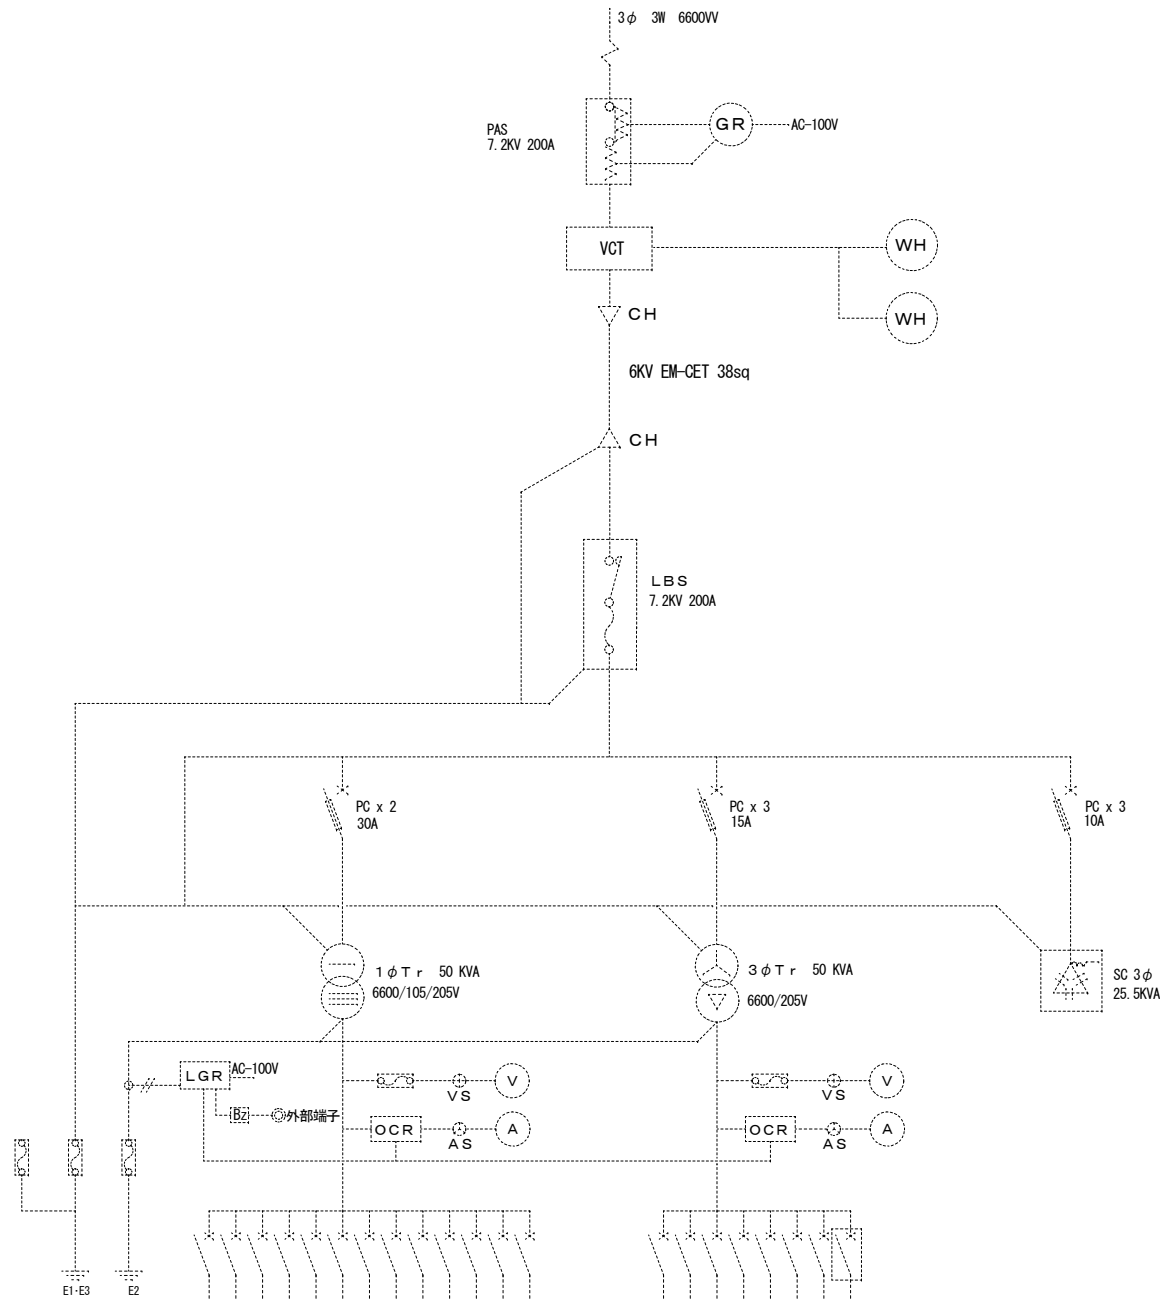 3φ 3W 6600VV
PAS
7.2KV 200A
GR
AC-100V
VCT
WH
WH
CH
6KV EM-CET 38sq
CH
LBS
7.2KV 200A
PC x 2
30A
PC x 3
15A
PC x 3
10A
1φTr 50 KVA
6600/105/205V
3φTr 50 KVA
6600/205V
SC 3φ
25.5KVA
LGR
AC-100V
Bz
外部端子
VS
V
OCR
AS
A
VS
V
OCR
AS
A
E1・E3
E2